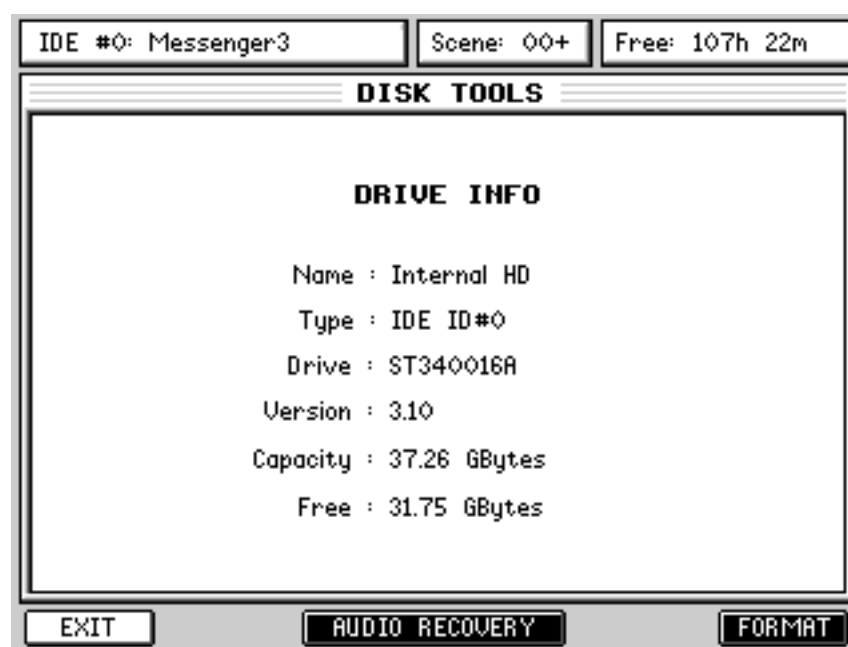 IDE #0: Messenger3 Scene: 00+ Free: 107h 22m
DISK TOOLS
DRIVE INFO
Name : Internal HD
Type : IDE ID#0
Drive : ST340016A
Version : 3.10
Capacity : 37.26 GBytes
Free : 31.75 GBytes
EXIT AUDIO RECOVERY FORMAT